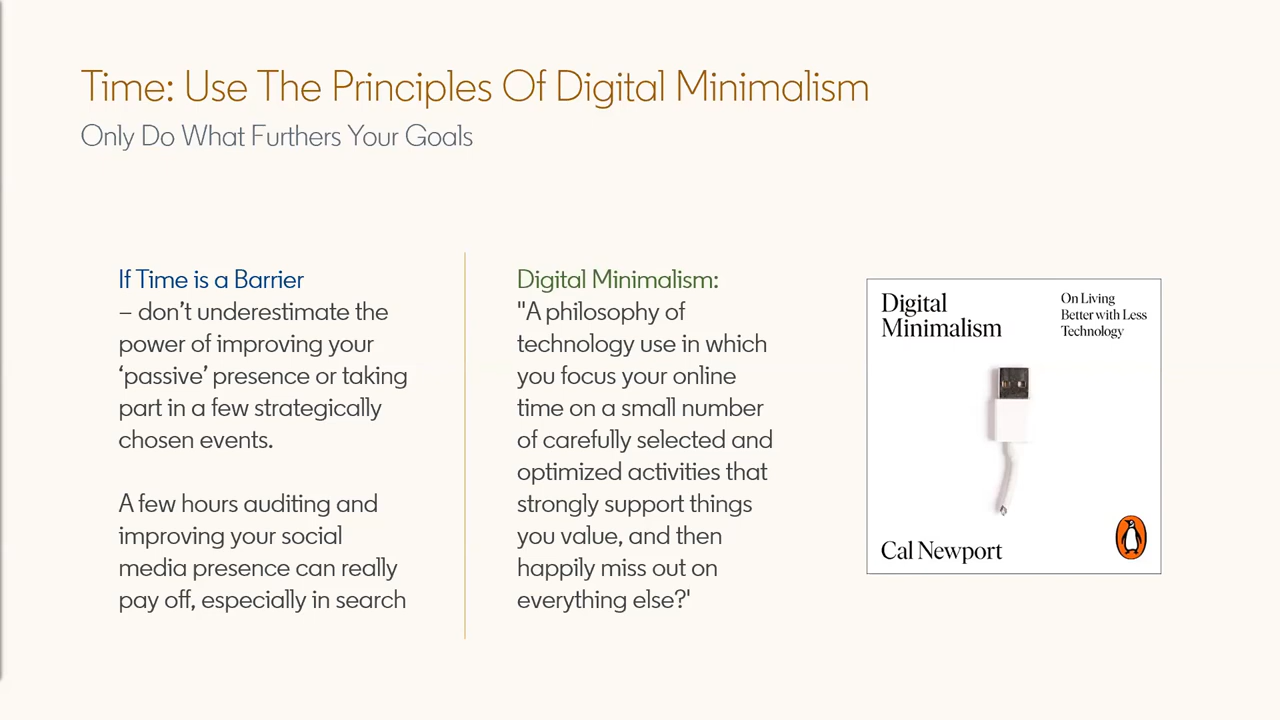 Time: Use The Principles Of Digital Minimalism
Only Do What Furthers Your Goals
If Time is a Barrier
– don’t underestimate the
power of improving your
‘passive’ presence or taking
part in a few strategically
chosen events.
A few hours auditing and
improving your social
media presence can really
pay off, especially in search
Digital Minimalism:
"A philosophy of
technology use in which
you focus your online
time on a small number
of carefully selected and
optimized activities that
strongly support things
you value, and then
happily miss out on
everything else?'
Digital
Minimalism
On Living
Better with Less
Technology
Cal Newport